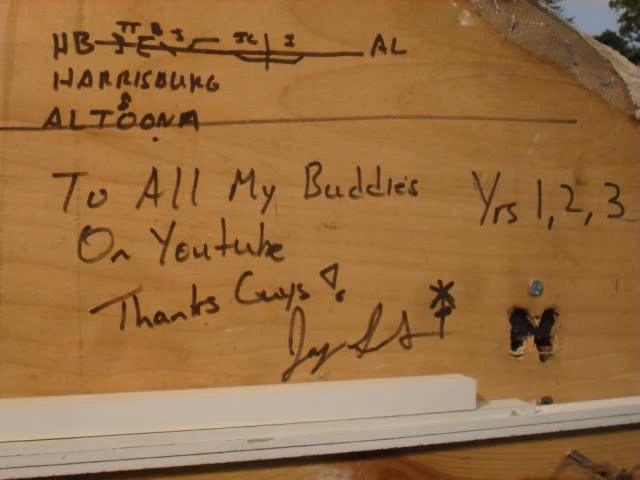 HB AL
HARRISBURG
&
ALTOONA
To All My Buddies
On Youtube
Thanks Guys!
Yrs 1, 2, 3
N